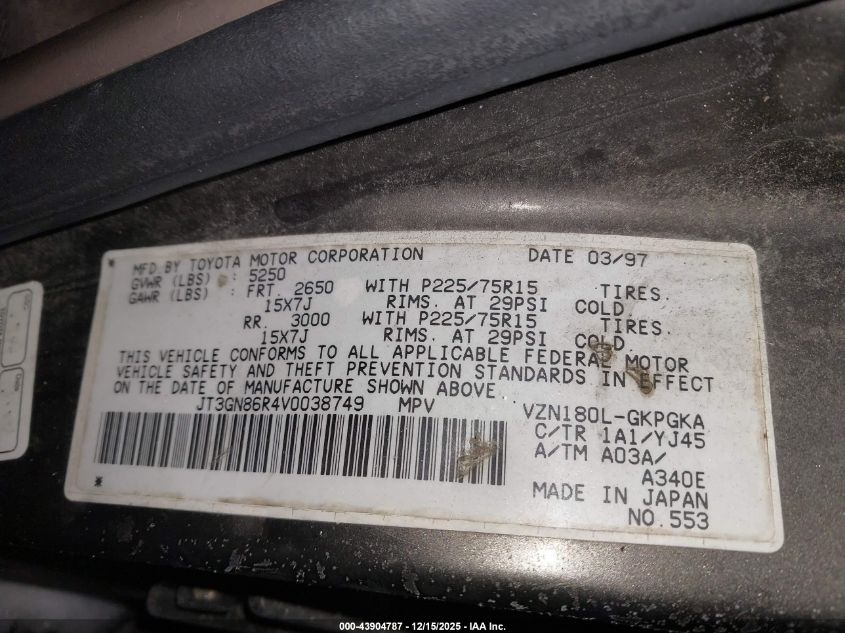 MFD.BY TOYOTA MOTOR CORPORATION DATE 03/97
GVWR (LBS) : 5250
GAWR (LBS) : FRT. 2650 WITH P225/75R15 TIRES.
15X7J RIMS. AT 29PSI COLD.
RR. 3000 WITH P225/75R15 TIRES.
15X7J RIMS. AT 29PSI COLD.
THIS VEHICLE CONFORMS TO ALL APPLICABLE FEDERAL MOTOR
VEHICLE SAFETY AND THEFT PREVENTION STANDARDS IN EFFECT
ON THE DATE OF MANUFACTURE SHOWN ABOVE.
JT3GN86R4V0038749 MPV VZN180L-GKPGKA
C/TR 1A1/YJ45
A/TM A03A/
A340E
MADE IN JAPAN
NO.553
000-43904787 - 12/15/2025 - IAA Inc.